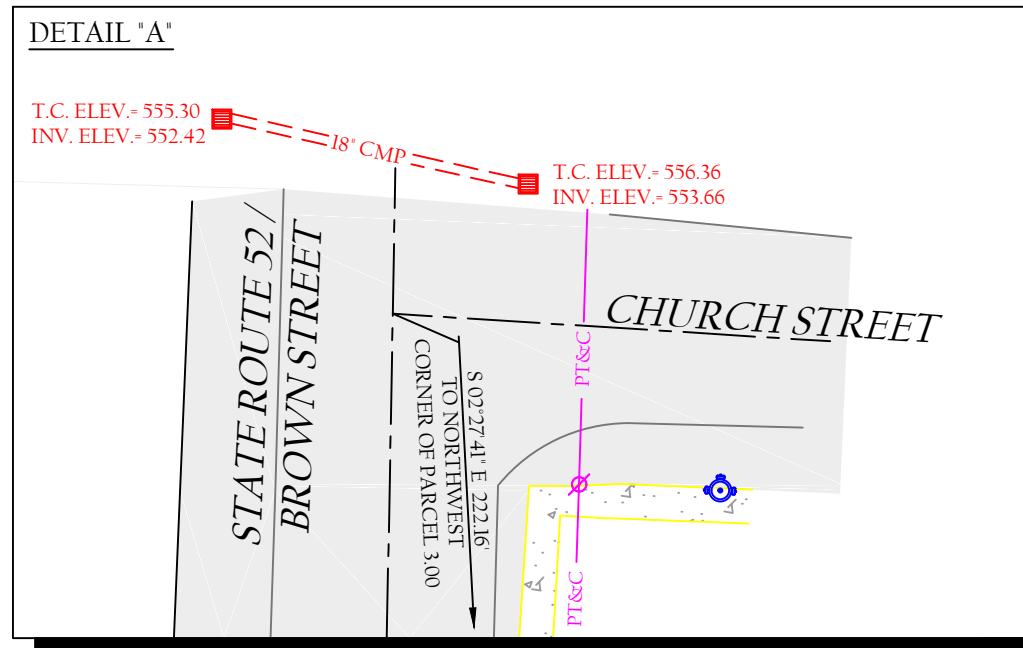 DETAIL "A"
T.C. ELEV.= 555.30
INV. ELEV.= 552.42
18" CMP
T.C. ELEV.= 556.36
INV. ELEV.= 553.66
STATE ROUTE 52 /
BROWN STREET
CHURCH STREET
PT&C
S 02°27'41" E 222.16'
TO NORTHWEST
CORNER OF PARCEL 3.00
PT&C